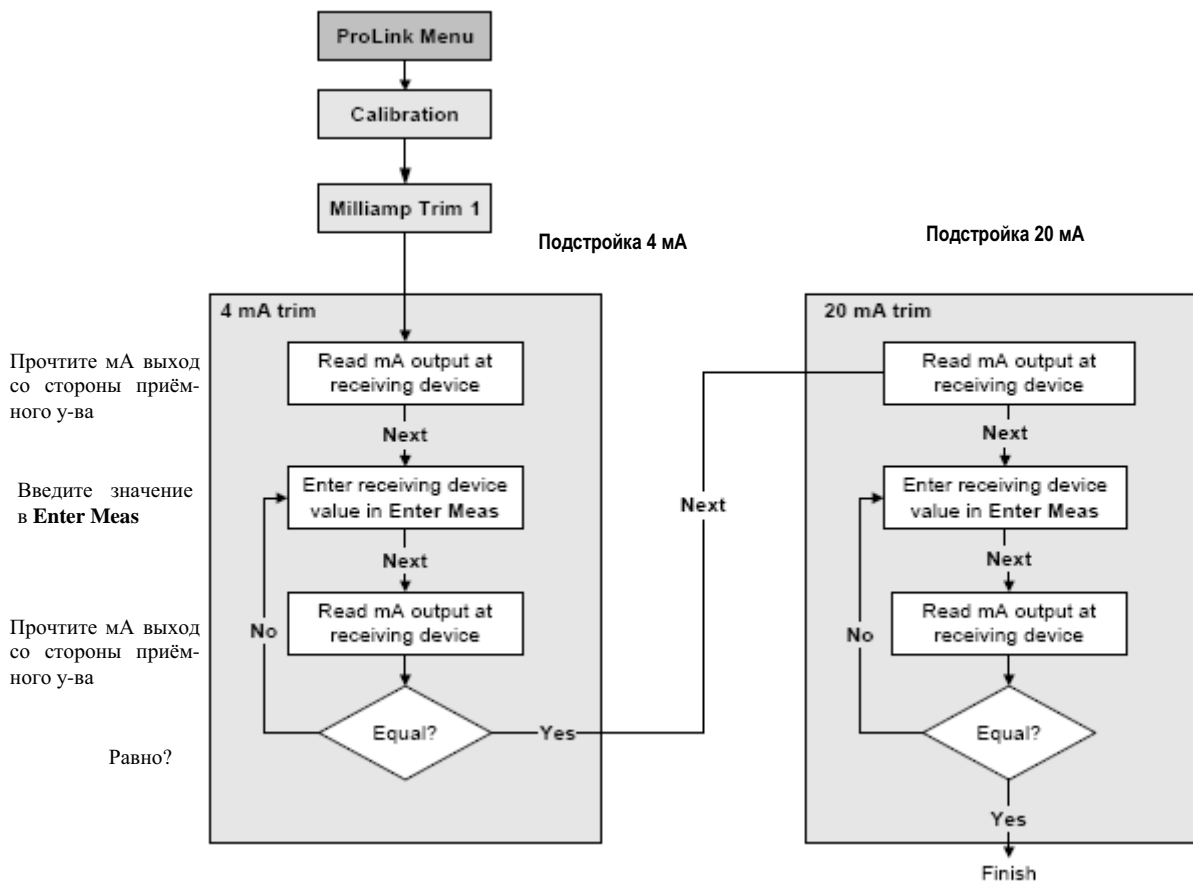 ProLink Menu
Calibration
Milliamp Trim 1
Подстройка 4 мА
Подстройка 20 мА
4 mA trim
Прочтите мА выход
со стороны приём-
ного у-ва
Read mA output at
receiving device
Next
Введите значение
в Enter Meas
Enter receiving device
value in Enter Meas
Next
Прочтите мА выход
со стороны приём-
ного у-ва
Read mA output at
receiving device
No
Равно?
Equal?
Yes
Next
20 mA trim
Read mA output at
receiving device
Next
Enter receiving device
value in Enter Meas
Next
Read mA output at
receiving device
No
Equal?
Yes
Finish